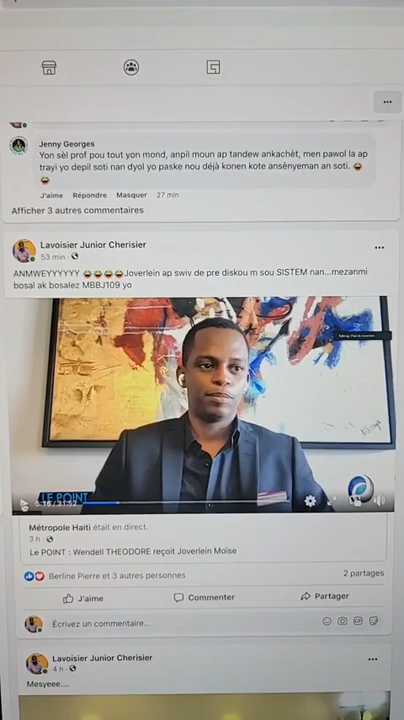 Jenny Georges
Yon sèl prof pou tout yon mond, anpil moun ap tandew ankachèt, men pawol la ap
trayi yo depil soti nan dyol yo paske nou déjà konen kote ansènyeman an soti. 😂
😂
J'aime Répondre Masquer 27 min
Afficher 3 autres commentaires
Lavoisier Junior Cherisier
53 min
ANMWEYYYYYY 😂😂😂😂Joverlein ap swiv de pre diskou m sou SISTEM nan...mezanmi
bosal ak bosalez MBBJ109 yo
LE POINT
Métropole Haiti était en direct.
3 h
Le POINT : Wendell THEODORE reçoit Joverlein Moïse
Berline Pierre et 3 autres personnes
2 partages
J'aime Commenter Partager
Écrivez un commentaire...
GIF
Lavoisier Junior Cherisier
4 h
Mesyeee....